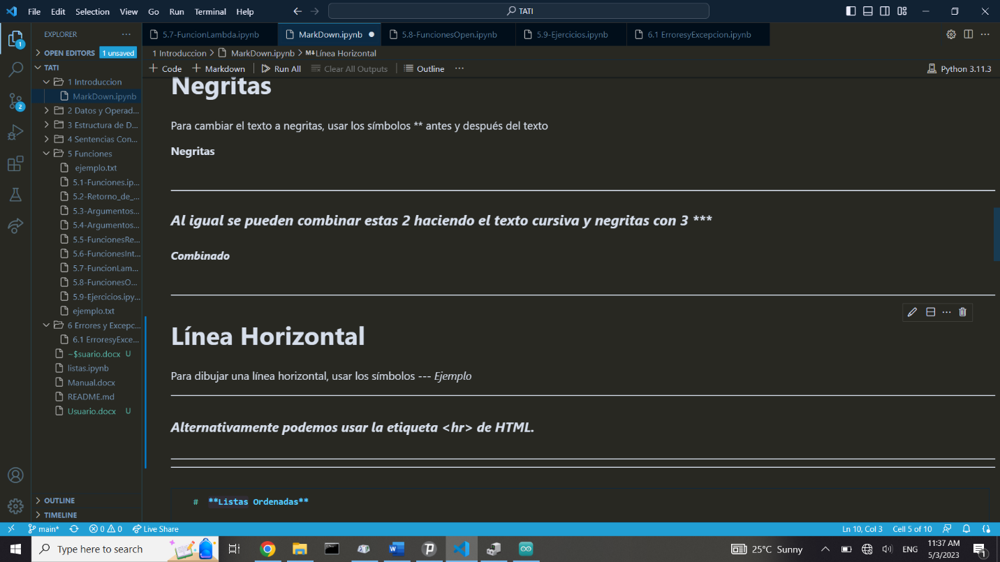 File Edit Selection View Go Run Terminal Help
TATI
EXPLORER
5.7-FuncionLambda.ipynb
MarkDown.ipynb
5.8-FuncionesOpen.ipynb
5.9-Ejercicios.ipynb
6.1 ErroresyExcepcion.ipynb
OPEN EDITORS
1 unsaved
1 Introduccion > MarkDown.ipynb > M↓Línea Horizontal
+ Code + Markdown Run All Clear All Outputs Outline ...
Python 3.11.3
TATI
1 Introduccion
MarkDown.ipynb
2 Datos y Operad...
3 Estructura de D...
4 Sentencias Con...
5 Funciones
ejemplo.txt
5.1-Funciones.ip...
5.2-Retorno_de_...
5.3-Argumentos...
5.4-Argumentos...
5.5-FuncionesRe...
5.6-FuncionesInt...
5.7-FuncionLam...
5.8-FuncionesO...
5.9-Ejercicios.ipy...
ejemplo.txt
6 Errores y Excepc...
6.1 ErroresyExce...
~$suario.docx U
listas.ipynb
Manual.docx
README.md
Usuario.docx U
OUTLINE
TIMELINE
Negritas
Para cambiar el texto a negritas, usar los símbolos ** antes y después del texto
Negritas
Al igual se pueden combinar estas 2 haciendo el texto cursiva y negritas con 3 ***
Combinado
Línea Horizontal
Para dibujar una línea horizontal, usar los símbolos --- Ejemplo
Alternativamente podemos usar la etiqueta <hr> de HTML.
# **Listas Ordenadas**
main* 0 0 Live Share
Ln 10, Col 3 Cell 5 of 10
Type here to search
25°C Sunny
ENG
11:37 AM
5/3/2023
1
1
2